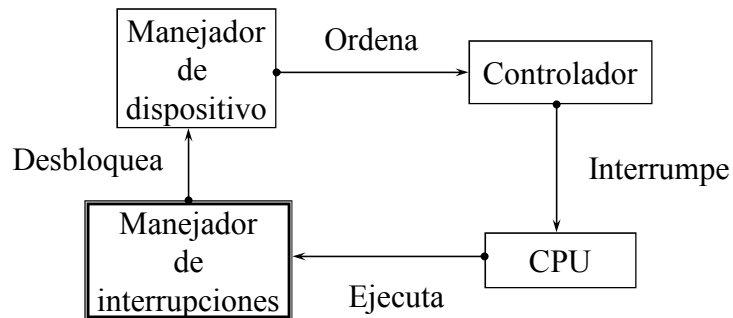 Manejador
de
dispositivo
Ordena
Controlador
Desbloquea
Interrumpe
Manejador
de
interrupciones
Ejecuta
CPU